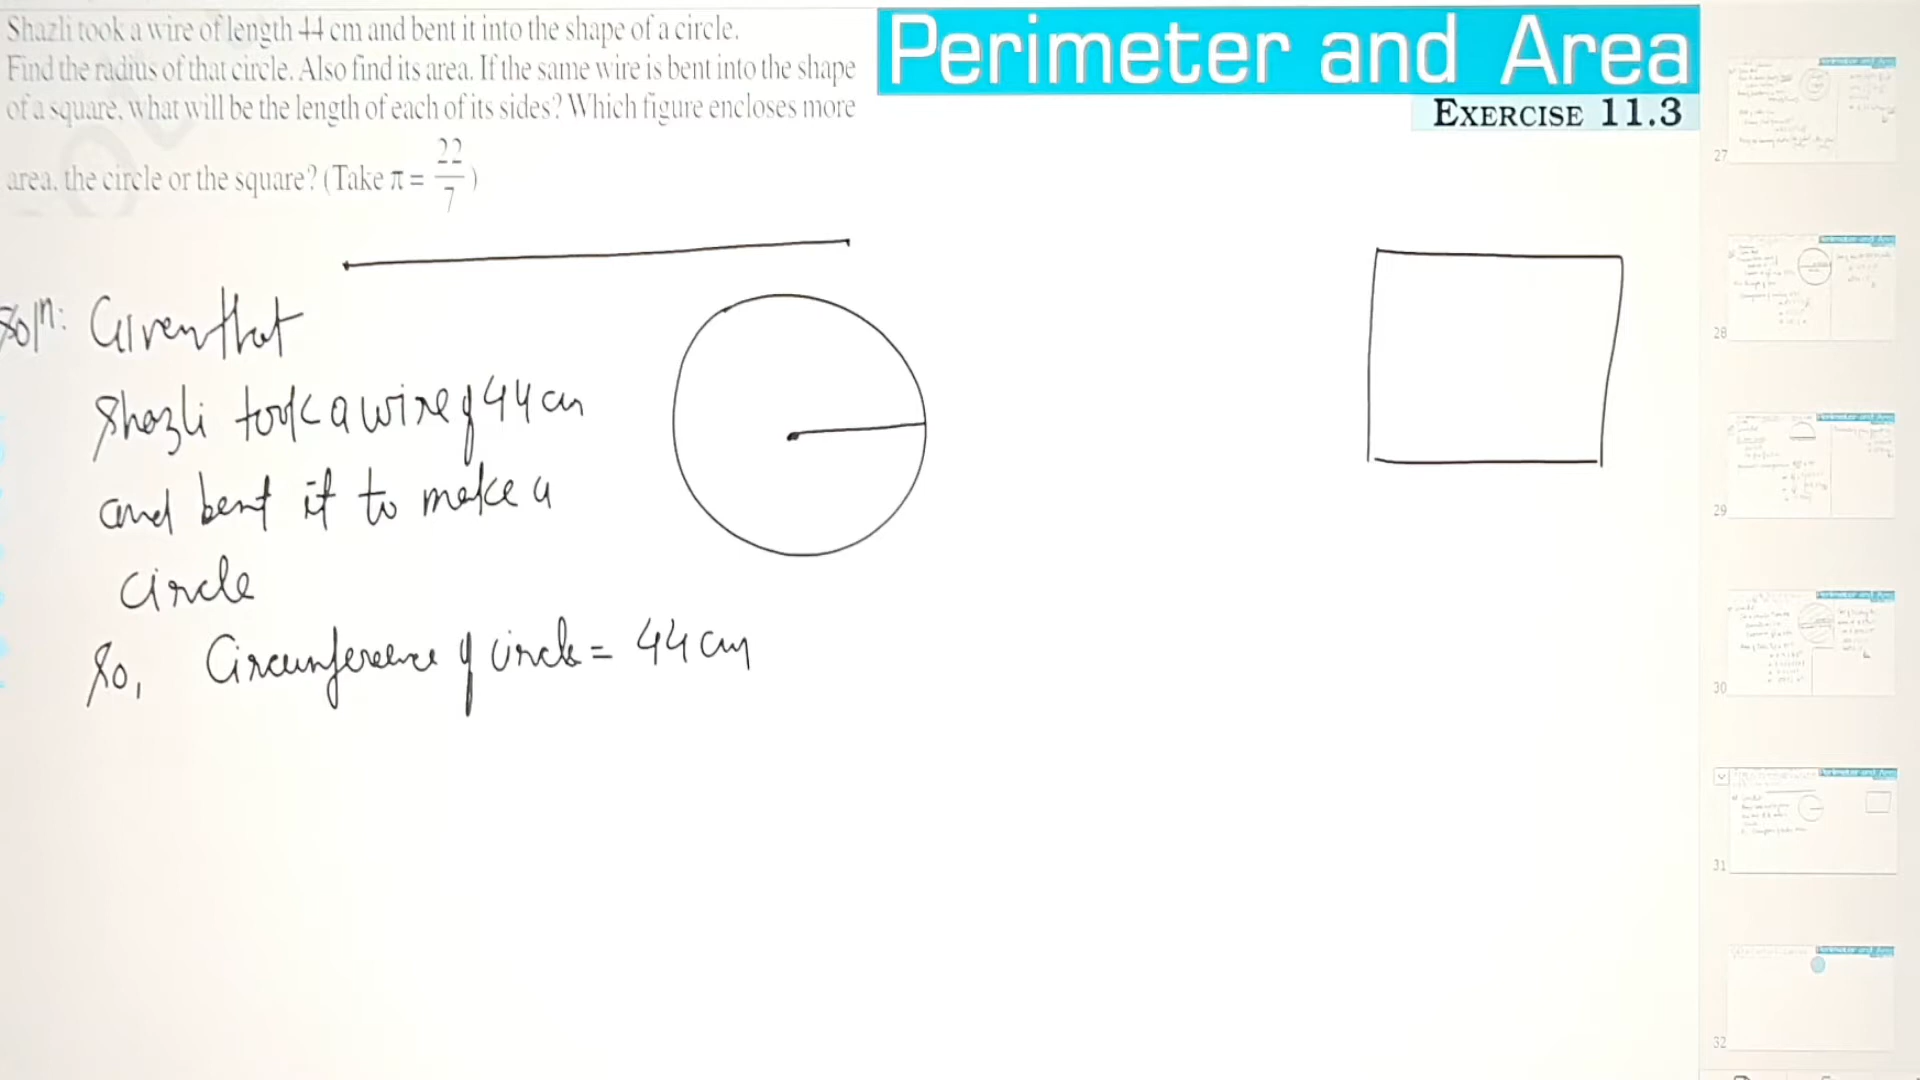 Shazli took a wire of length 44 cm and bent it into the shape of a circle.
Find the radius of that circle. Also find its area. If the same wire is bent into the shape
of a square, what will be the length of each of its sides? Which figure encloses more
area, the circle or the square? (Take π = 22/7)
Perimeter and Area
EXERCISE 11.3
Soln: Given that
Shazli took a wire of 44 cm
and bent it to make a
circle
So, Circumference of circle = 44 cm
27
28
29
30
31
32